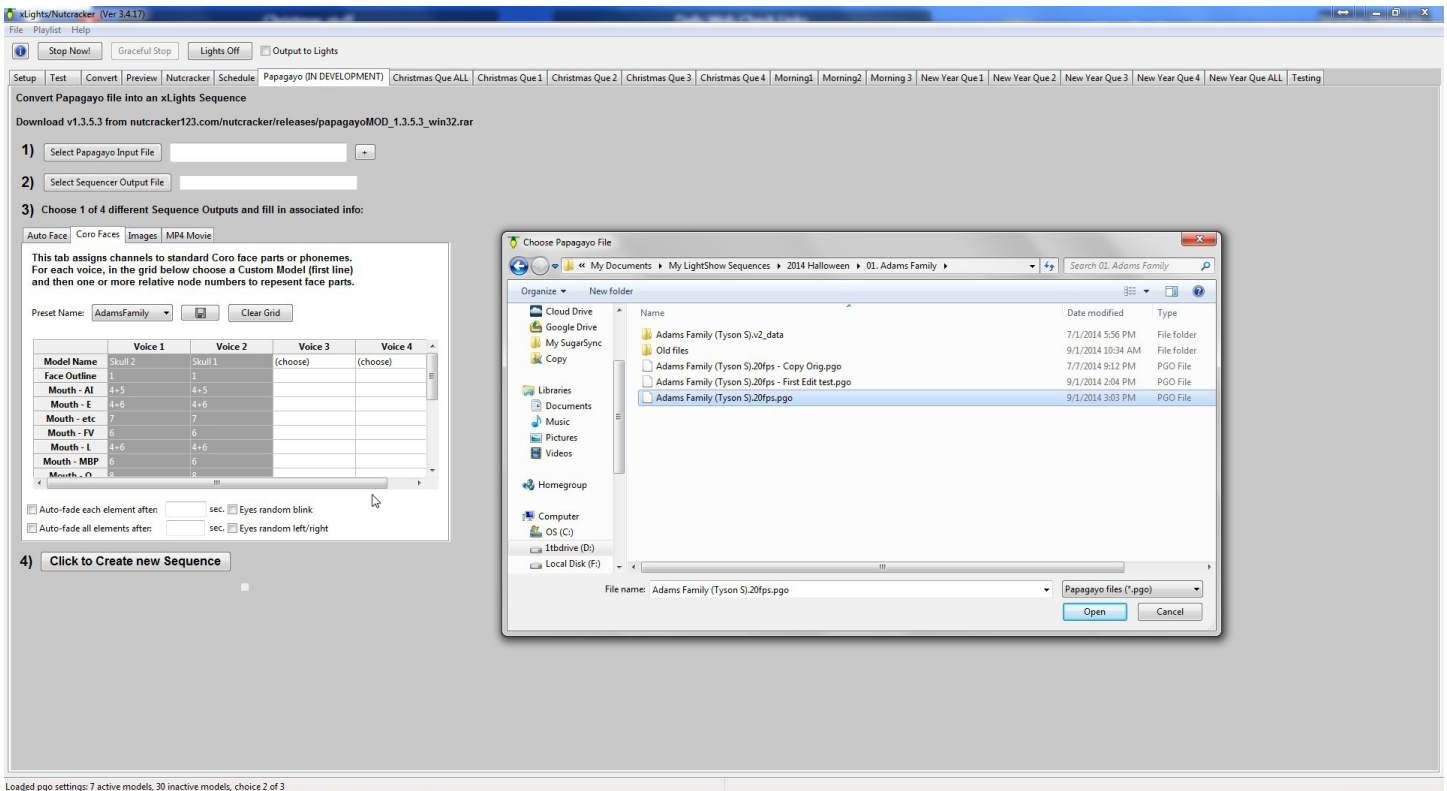 xLights/Nutcracker (Ver 3.4.17)
File Playlist Help
Stop Now! Graceful Stop Lights Off Output to Lights
Setup Test Convert Preview Nutcracker Schedule Papagayo (IN DEVELOPMENT) Christmas Que ALL Christmas Que 1 Christmas Que 2 Christmas Que 3 Christmas Que 4 Morning1 Morning2 Morning 3 New Year Que 1 New Year Que 2 New Year Que 3 New Year Que 4 New Year Que ALL Testing
Convert Papagayo file into an xLights Sequence
Download v1.3.5.3 from nutcracker123.com/nutcracker/releases/papagayoMOD_1.3.5.3_win32.rar
1) Select Papagayo Input File +
2) Select Sequencer Output File
3) Choose 1 of 4 different Sequence Outputs and fill in associated info:
Auto Face Coro Faces Images MP4 Movie
This tab assigns channels to standard Coro face parts or phonemes.
For each voice, in the grid below choose a Custom Model (first line)
and then one or more relative node numbers to repesent face parts.
Preset Name: AdamsFamily Clear Grid
Voice 1 Voice 2 Voice 3 Voice 4
Model Name Skull 2 Skull 1 (choose) (choose)
Face Outline 1 1
Mouth - AI 4+5 4+5
Mouth - E 4+6 4+6
Mouth - etc 7 7
Mouth - FV 6 6
Mouth - L 4+6 4+6
Mouth - MBP 6 6
Mouth - O 8 8
Auto-fade each element after: sec. Eyes random blink
Auto-fade all elements after: sec. Eyes random left/right
4) Click to Create new Sequence
Choose Papagayo File
« My Documents My LightShow Sequences 2014 Halloween 01. Adams Family Search 01. Adams Family
Organize New folder
Cloud Drive
Google Drive
My SugarSync
Copy
Libraries
Documents
Music
Pictures
Videos
Homegroup
Computer
OS (C:)
1tbdrive (D:)
Local Disk (F:)
Name Date modified Type
Adams Family (Tyson S).v2_data 7/1/2014 5:56 PM File folder
Old files 9/1/2014 10:34 AM File folder
Adams Family (Tyson S).20fps - Copy Orig.pgo 7/7/2014 9:12 PM PGO File
Adams Family (Tyson S).20fps - First Edit test.pgo 9/1/2014 2:04 PM PGO File
Adams Family (Tyson S).20fps.pgo 9/1/2014 3:03 PM PGO File
File name: Adams Family (Tyson S).20fps.pgo Papagayo files (*.pgo)
Open Cancel
Loaded pgo settings: 7 active models, 30 inactive models, choice 2 of 3